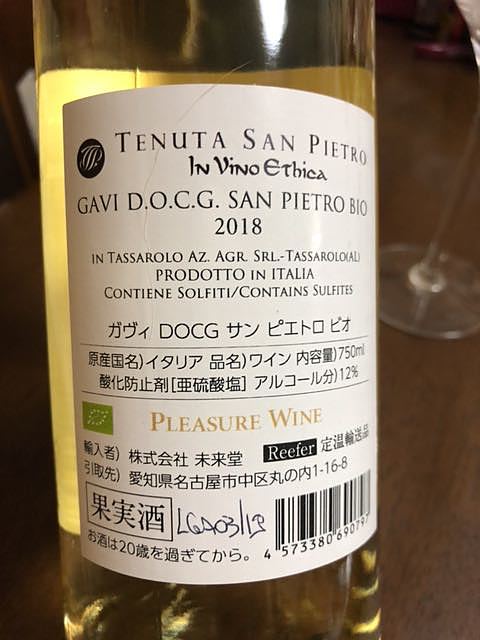 TENUTA SAN PIETRO
In Vino Ethica
GAVI D.O.C.G. SAN PIETRO BIO
2018
IN TASSAROLO AZ. AGR. SRL.-TASSAROLO(AL)
PRODOTTO IN ITALIA
CONTIENE SOLFITI/CONTAINS SULFITES
ガヴィ DOCG サン ピエトロ ビオ
原産国名)イタリア 品名)ワイン 内容量)750ml
酸化防止剤[亜硫酸塩] アルコール分)12%
PLEASURE WINE
輸入者) 株式会社 未来堂 Reefer 定温輸送品
引取先) 愛知県名古屋市中区丸の内1-16-8
果実酒
お酒は20歳を過ぎてから。 4 573380 690797